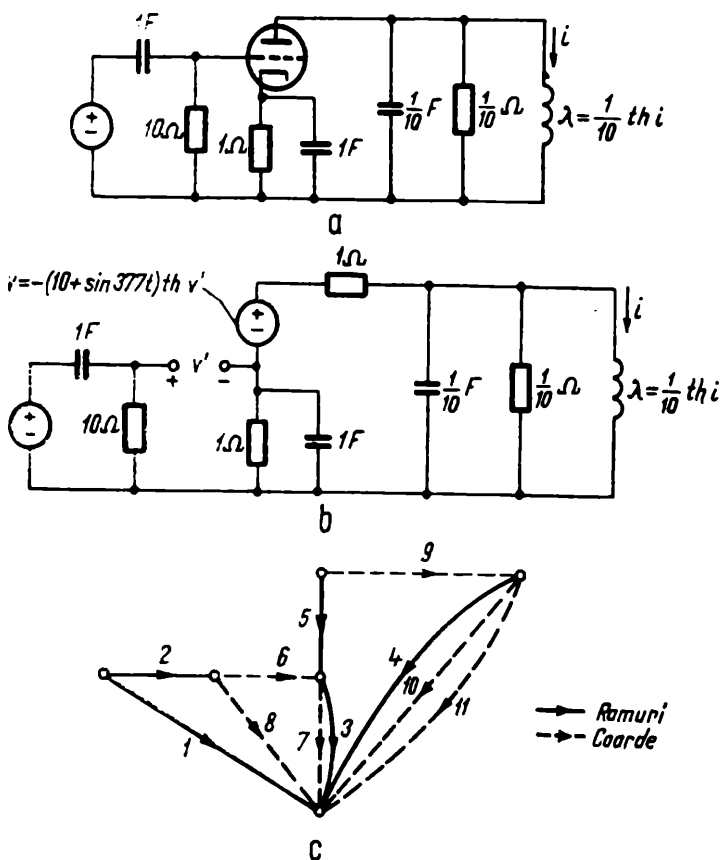 1F
10Ω
1Ω
1F
1/10 F
1/10 Ω
i
λ = 1/10 th i
a
v=-(10+sin377t)th v'
1Ω
1F
+ v' -
10Ω
1Ω
1F
1/10 F
1/10 Ω
i
λ = 1/10 th i
b
9
5
2
6
4
10
11
8
7
3
1
Ramuri
Coarde
c